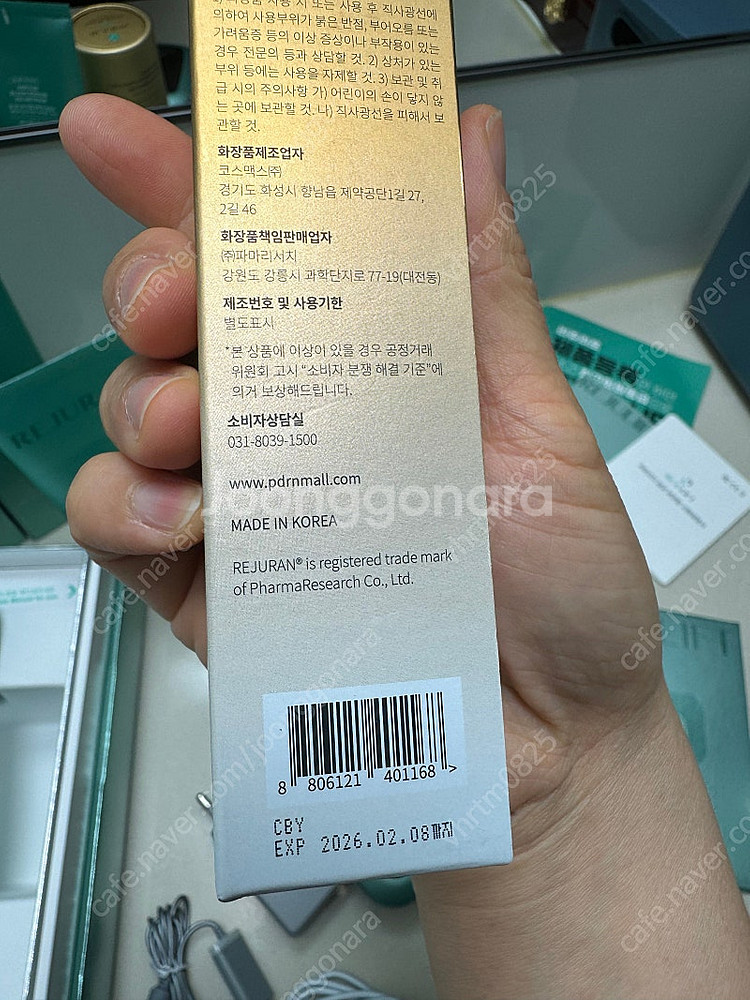 의하여 사용부위가 붉은 반점, 부어오름 또는
가려움증 등의 이상 증상이나 부작용이 있는
경우 전문의 등과 상담할 것. 2) 상처가 있는
부위 등에는 사용을 자제할 것. 3) 보관 및 취
급 시의 주의사항 가) 어린이의 손이 닿지 않
는 곳에 보관할 것. 나) 직사광선을 피해서 보
관할 것.
화장품제조업자
코스맥스㈜
경기도 화성시 향남읍 제약공단1길 27,
2길 46
화장품책임판매업자
㈜파마리서치
강원도 강릉시 과학단지로 77-19(대전동)
제조번호 및 사용기한
별도표시
*본 상품에 이상이 있을 경우 공정거래
위원회 고시 “소비자 분쟁 해결 기준”에
의거 보상해드립니다.
소비자상담실
031-8039-1500
www.pdrnmall.com
MADE IN KOREA
REJURAN® is registered trade mark
of PharmaResearch Co., Ltd.
8 806121 401168 >
CBY
EXP 2026.02.08까지
Joonggonara
cafe.naver.com/joonggonara
vnrtm0825
REJURAN